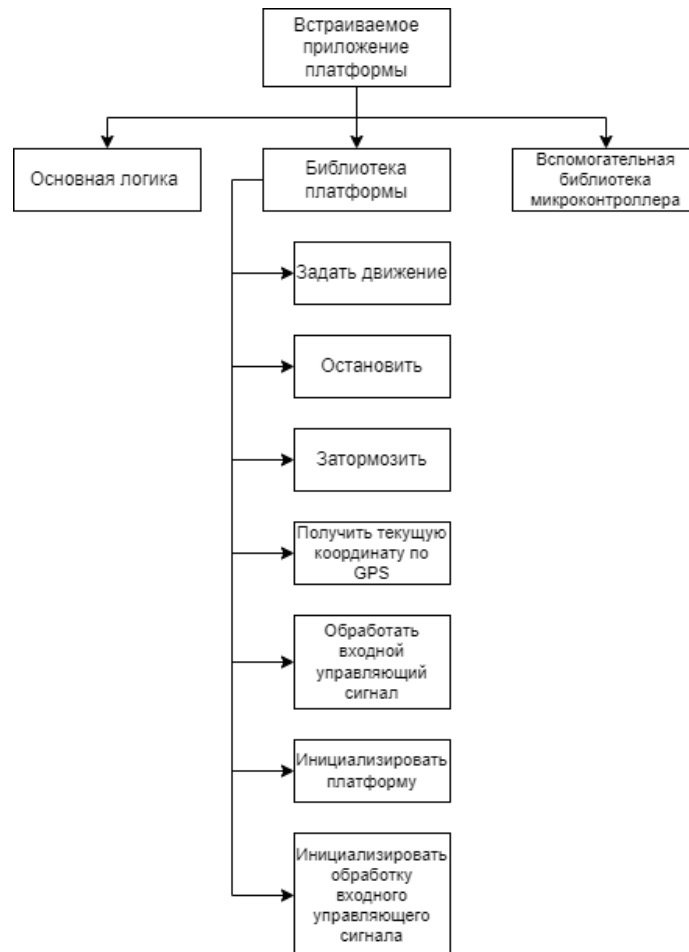 Встраиваемое
приложение
платформы
Основная логика
Библиотека
платформы
Вспомогательная
библиотека
микроконтроллера
Задать движение
Остановить
Затормозить
Получить текущую
координату по
GPS
Обработать
входной
управляющий
сигнал
Инициализировать
платформу
Инициализировать
обработку
входного
управляющего
сигнала